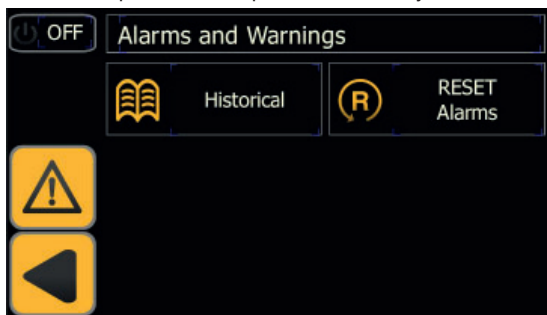 OFF
Alarms and Warnings
Historical
R
RESET
Alarms